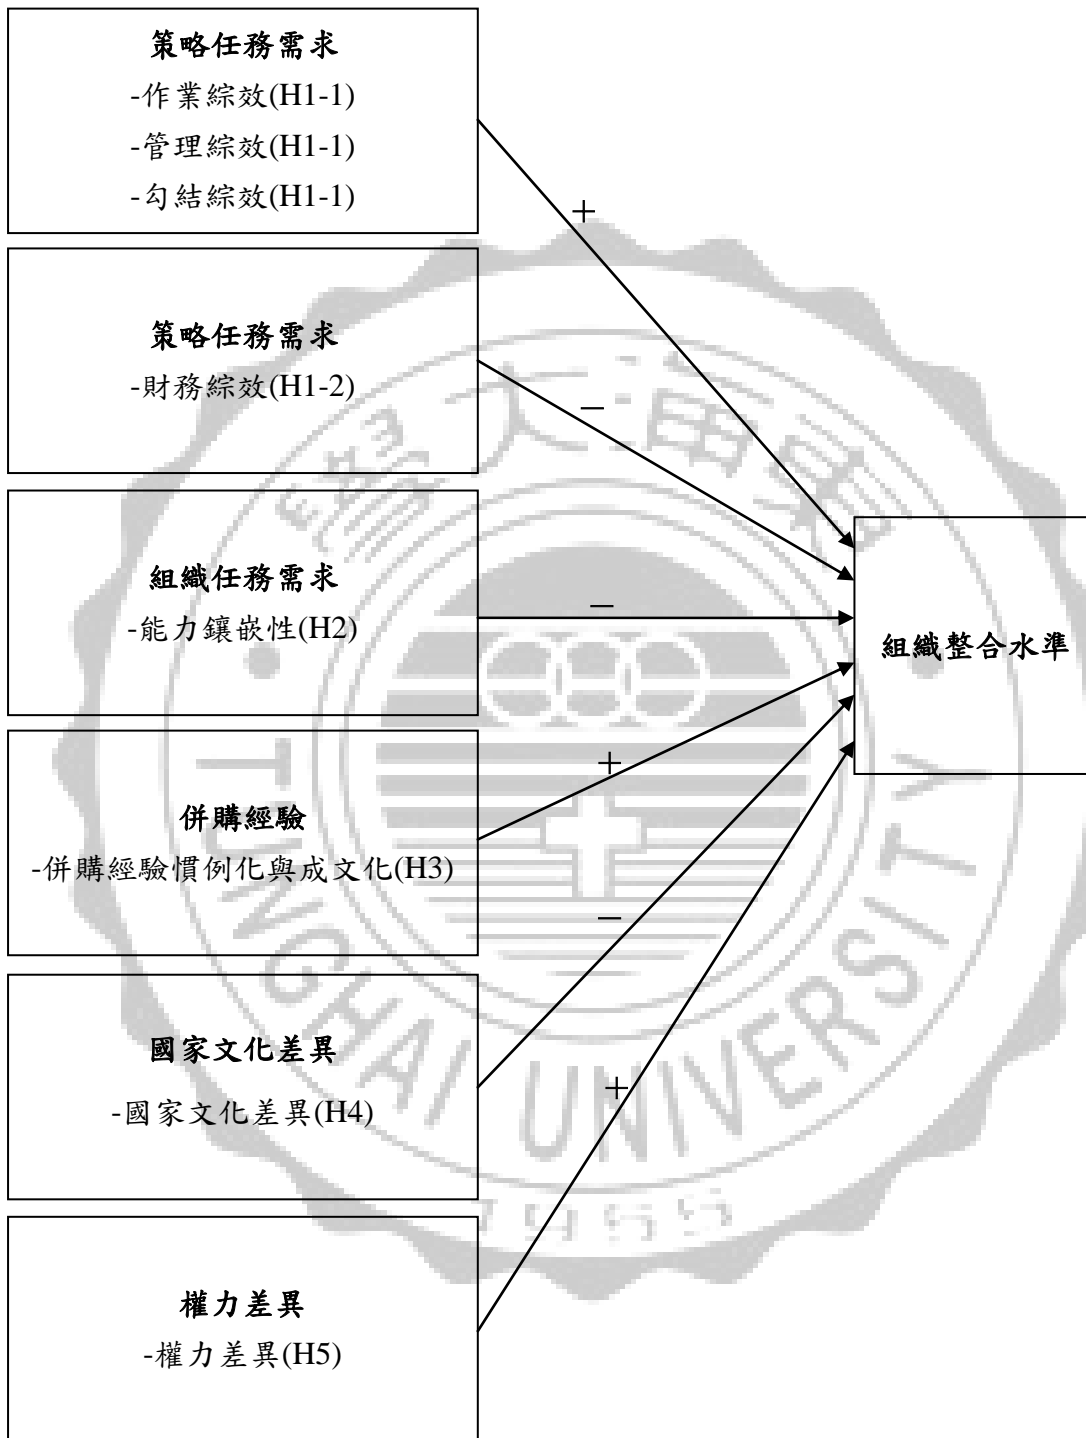 策略任務需求
-作業綜效(H1-1)
-管理綜效(H1-1)
-勾結綜效(H1-1)
+
策略任務需求
-財務綜效(H1-2)
－
組織任務需求
-能力鑲嵌性(H2)
－
組織整合水準
併購經驗
-併購經驗慣例化與成文化(H3)
+
國家文化差異
-國家文化差異(H4)
－
權力差異
-權力差異(H5)
+
TUNGHAI UNIVERSITY
1955